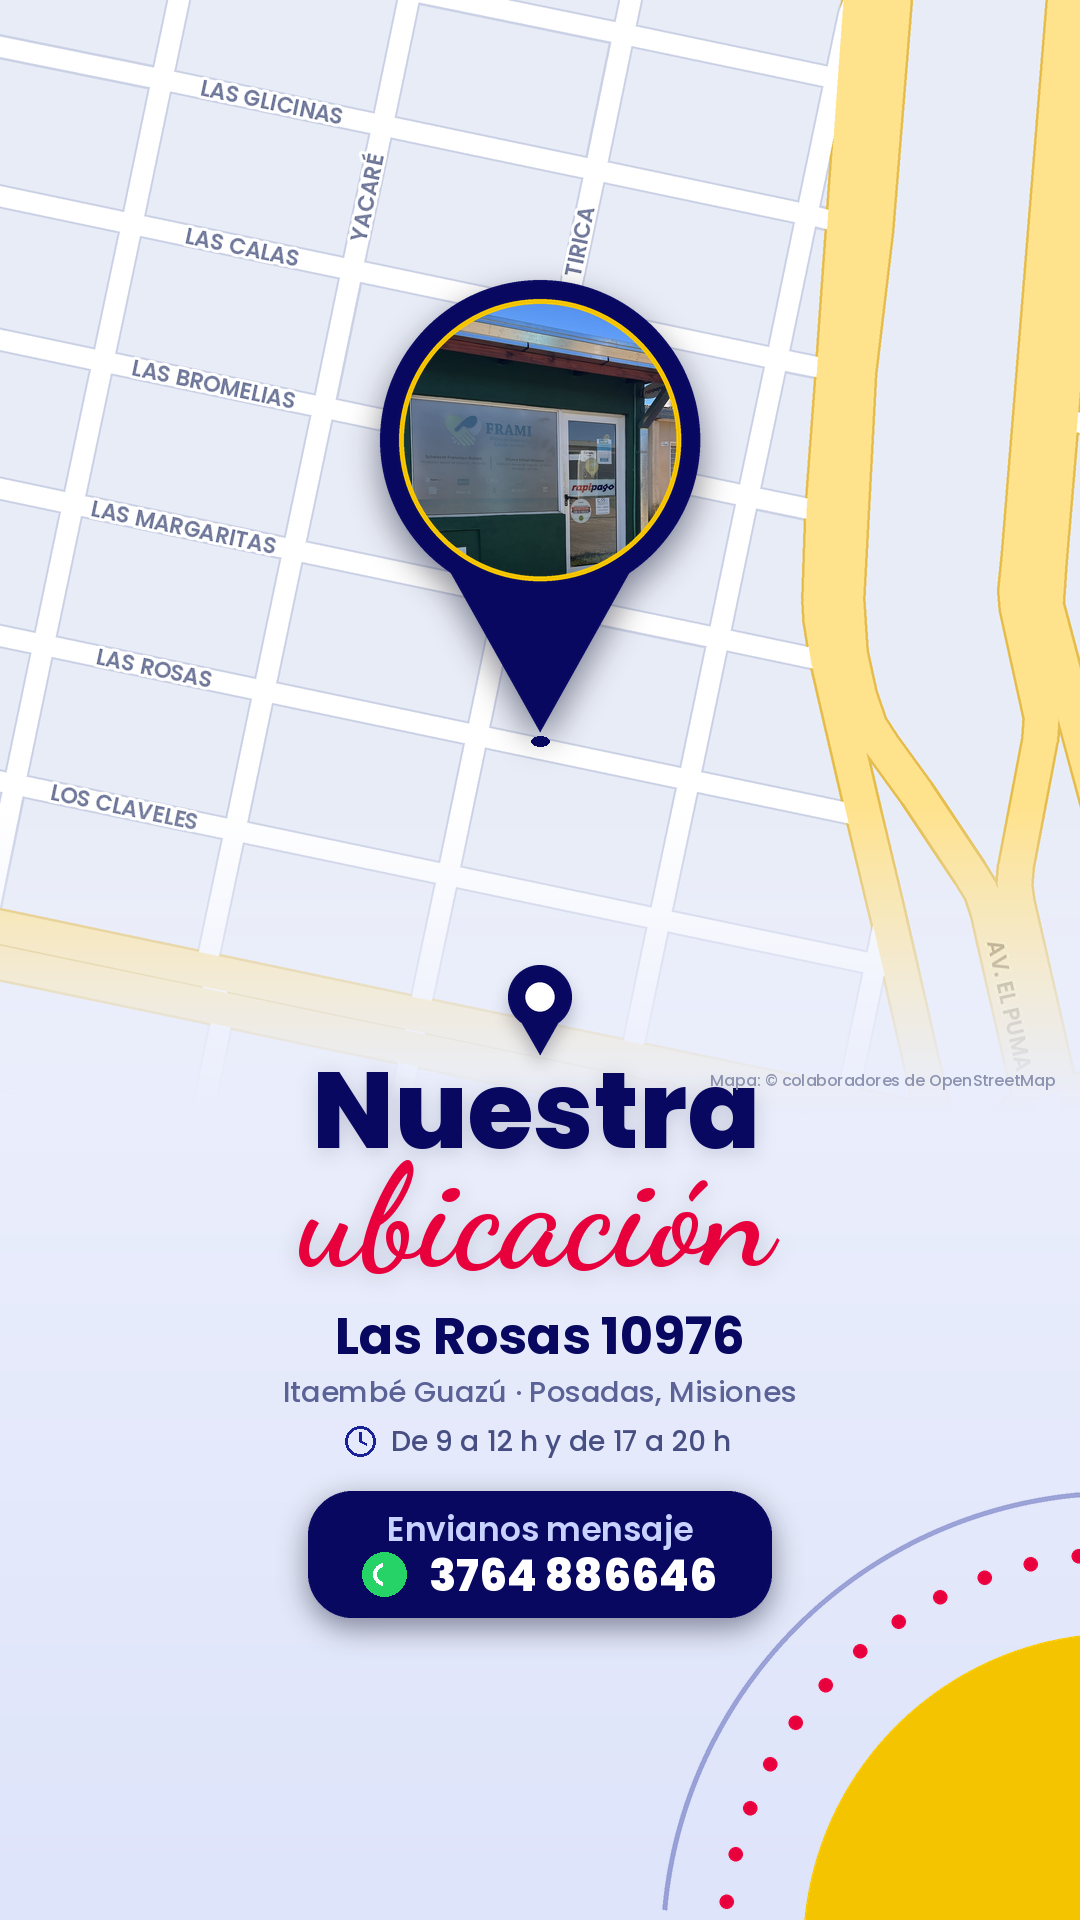 LAS GLICINAS
YACARÉ
TIRICA
LAS CALAS
LAS BROMELIAS
FRAMI
rapipago
LAS MARGARITAS
LAS ROSAS
LOS CLAVELES
AV. EL PUMA
Mapa: © colaboradores de OpenStreetMap
Nuestra
ubicación
Las Rosas 10976
Itaembé Guazú · Posadas, Misiones
De 9 a 12 h y de 17 a 20 h
Envianos mensaje
3764 886646